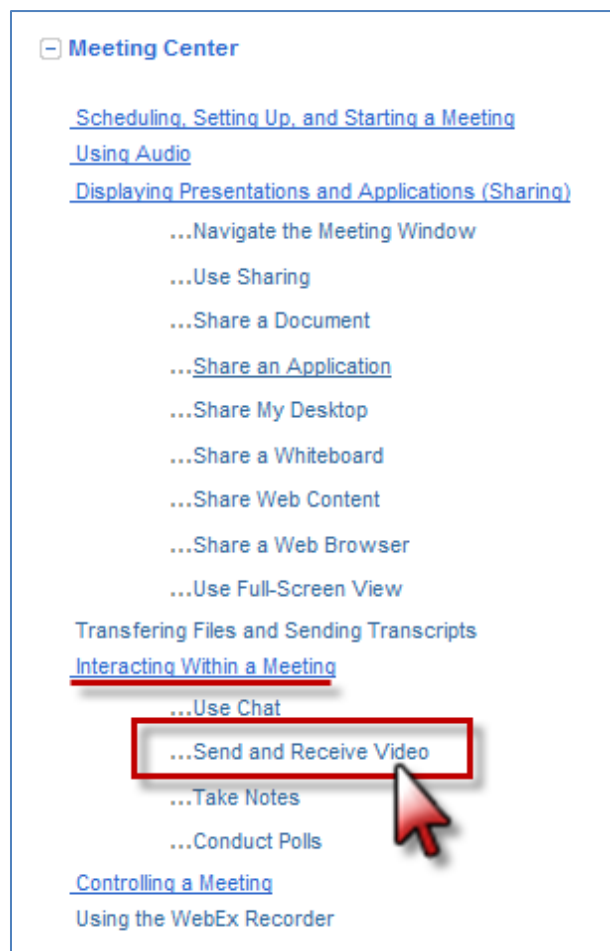 Meeting Center
Scheduling, Setting Up, and Starting a Meeting
Using Audio
Displaying Presentations and Applications (Sharing)
...Navigate the Meeting Window
...Use Sharing
...Share a Document
...Share an Application
...Share My Desktop
...Share a Whiteboard
...Share Web Content
...Share a Web Browser
...Use Full-Screen View
Transfering Files and Sending Transcripts
Interacting Within a Meeting
...Use Chat
...Send and Receive Video
...Take Notes
...Conduct Polls
Controlling a Meeting
Using the WebEx Recorder